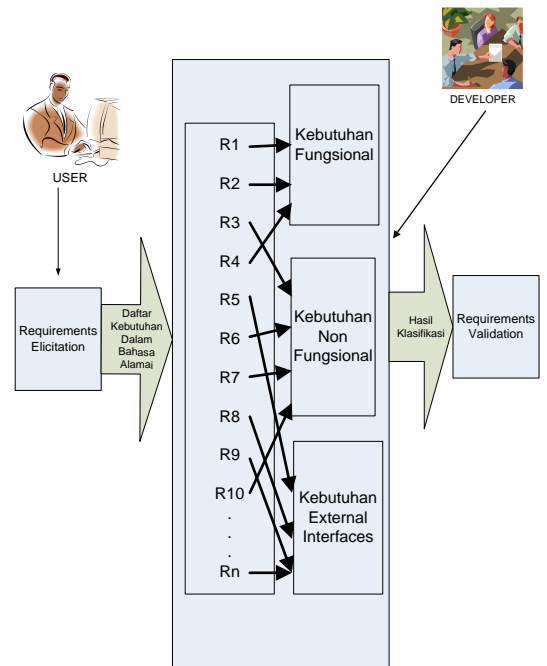 USER
DEVELOPER
Requirements
Elicitation
Daftar
Kebutuhan
Dalam
Bahasa
Alamai
R1
R2
R3
R4
R5
R6
R7
R8
R9
R10
.
.
.
Rn
Kebutuhan
Fungsional
Kebutuhan
Non
Fungsional
Kebutuhan
External
Interfaces
Hasil
Klasifikasi
Requirements
Validation